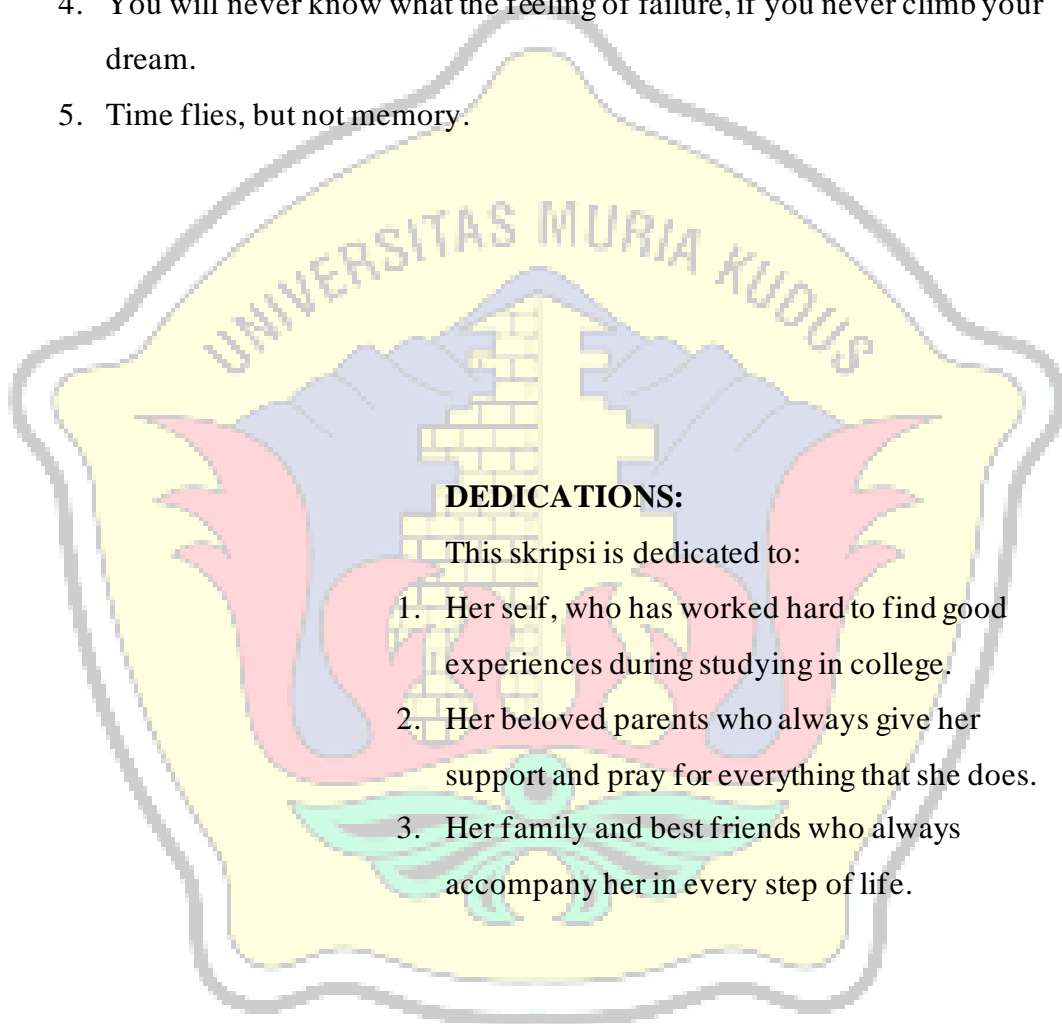 4. You will never know what the feeling of failure, if you never climb your
dream.
5. Time flies, but not memory.
UNIVERSITAS MURIA KUDUS
DEDICATIONS:
This skripsi is dedicated to:
1. Her self, who has worked hard to find good
experiences during studying in college.
2. Her beloved parents who always give her
support and pray for everything that she does.
3. Her family and best friends who always
accompany her in every step of life.